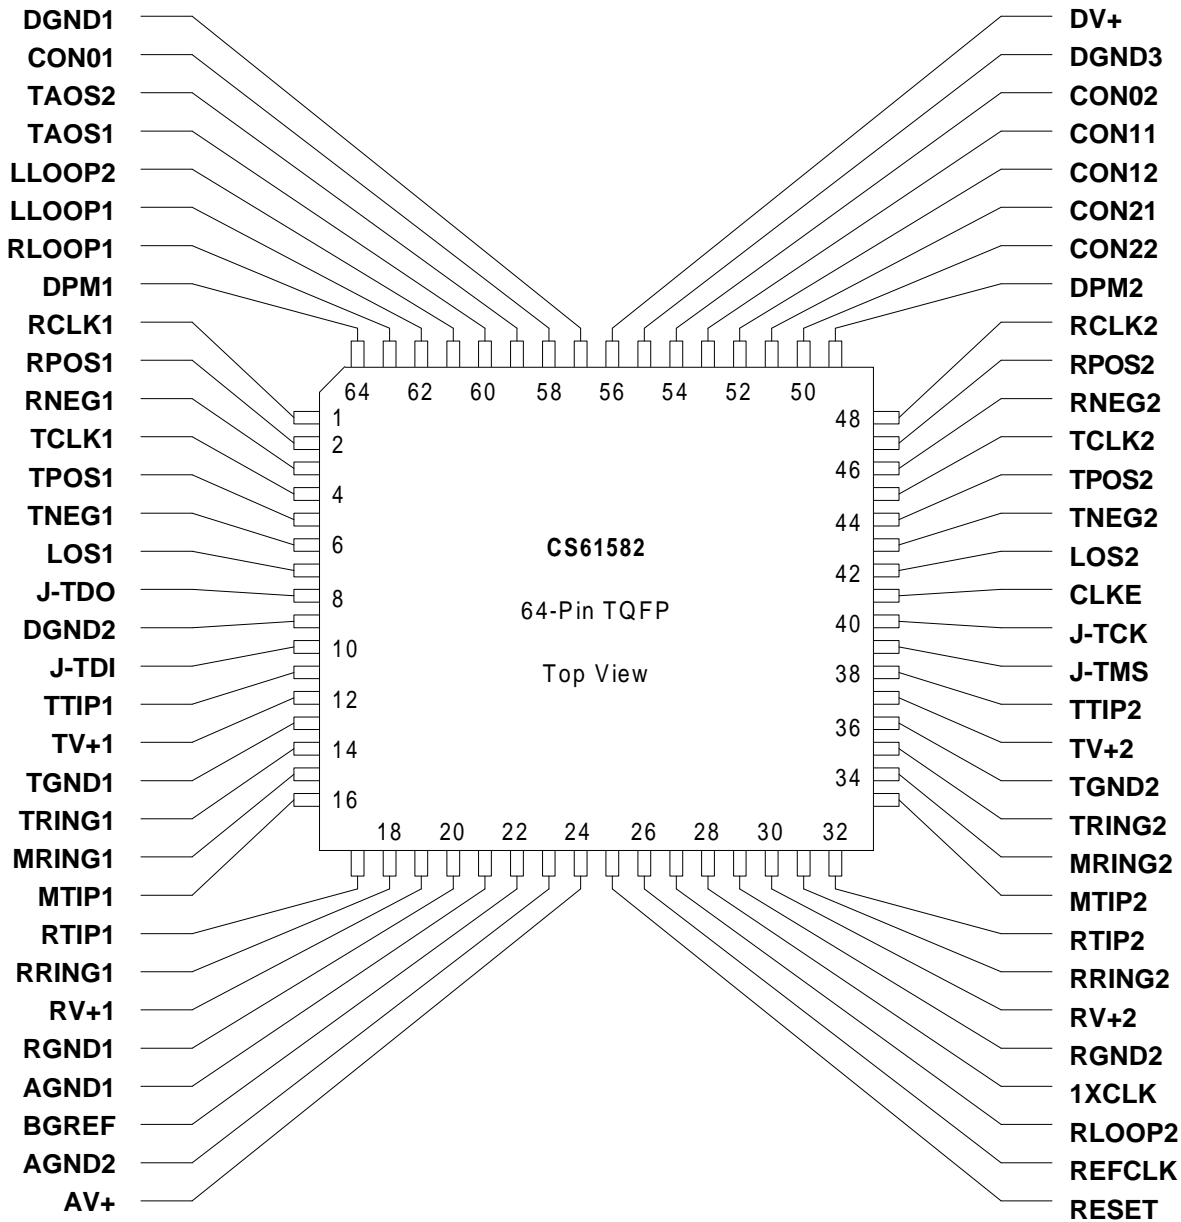 DGND1
CON01
TAOS2
TAOS1
LLOOP2
LLOOP1
RLOOP1
DPM1
RCLK1
RPOS1
RNEG1
TCLK1
TPOS1
TNEG1
LOS1
J-TDO
DGND2
J-TDI
TTIP1
TV+1
TGND1
TRING1
MRING1
MTIP1
RTIP1
RRING1
RV+1
RGND1
AGND1
BGREF
AGND2
AV+
64 62 60 58 56 54 52 50
1
2
4
6
8
10
12
14
16
CS61582
64-Pin TQFP
Top View
48
46
44
42
40
38
36
34
18 20 22 24 26 28 30 32
DV+
DGND3
CON02
CON11
CON12
CON21
CON22
DPM2
RCLK2
RPOS2
RNEG2
TCLK2
TPOS2
TNEG2
LOS2
CLKE
J-TCK
J-TMS
TTIP2
TV+2
TGND2
TRING2
MRING2
MTIP2
RTIP2
RRING2
RV+2
RGND2
1XCLK
RLOOP2
REFCLK
RESET